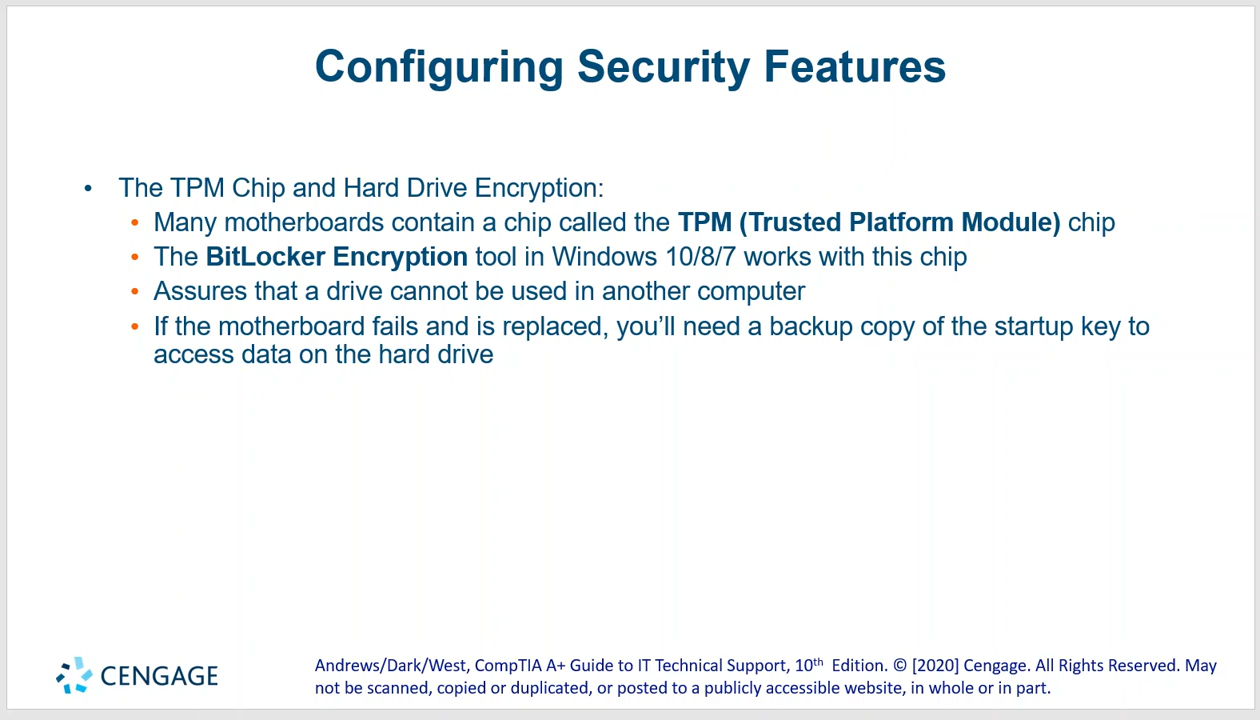 Configuring Security Features
• The TPM Chip and Hard Drive Encryption:
• Many motherboards contain a chip called the TPM (Trusted Platform Module) chip
• The BitLocker Encryption tool in Windows 10/8/7 works with this chip
• Assures that a drive cannot be used in another computer
• If the motherboard fails and is replaced, you’ll need a backup copy of the startup key to
access data on the hard drive
CENGAGE
Andrews/Dark/West, CompTIA A+ Guide to IT Technical Support, 10th Edition. © [2020] Cengage. All Rights Reserved. May
not be scanned, copied or duplicated, or posted to a publicly accessible website, in whole or in part.